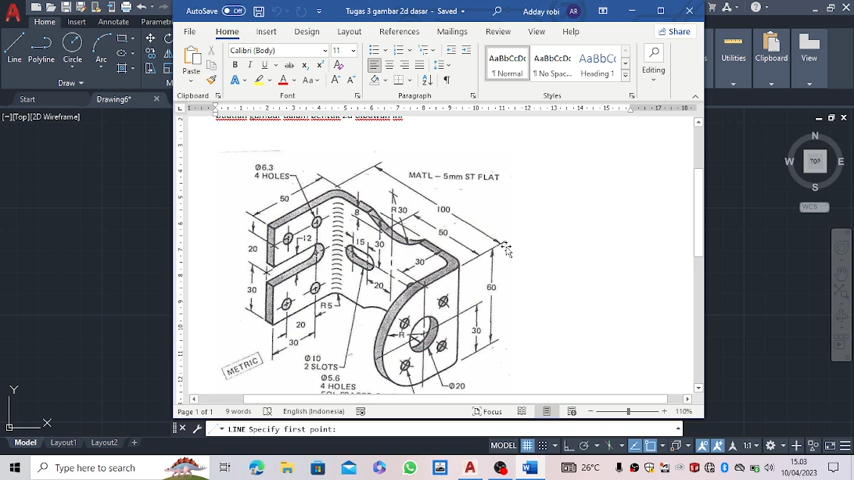 AutoSave Off
Tugas 3 gambar 2d dasar - Saved
Adday robi AR
File Home Insert Design Layout References Mailings Review View Help Share
Home Insert Annotate
Line Polyline Circle Arc
Draw
Paste
Clipboard
Calibri (Body) 11
Font
Paragraph
AaBbCcDc AaBbCcDc AaBbCc
¶ Normal ¶ No Spac... Heading 1
Styles
Editing
Utilities Clipboard View
Start Drawing6*
[−][Top][2D Wireframe]
N
W TOP E
S
WCS
MATL – 5mm ST FLAT
Ø6.3
4 HOLES
50
100
8
R30
50
12
15
30
20
30
30
20
60
R5
20
30
R
30
Ø10
2 SLOTS
Ø20
Ø5.6
4 HOLES
METRIC
Y
X
Page 1 of 1 9 words English (Indonesia) Focus 110%
Model Layout1 Layout2
LINE Specify first point:
MODEL 1:1
Type here to search
26°C
15.03
10/04/2023